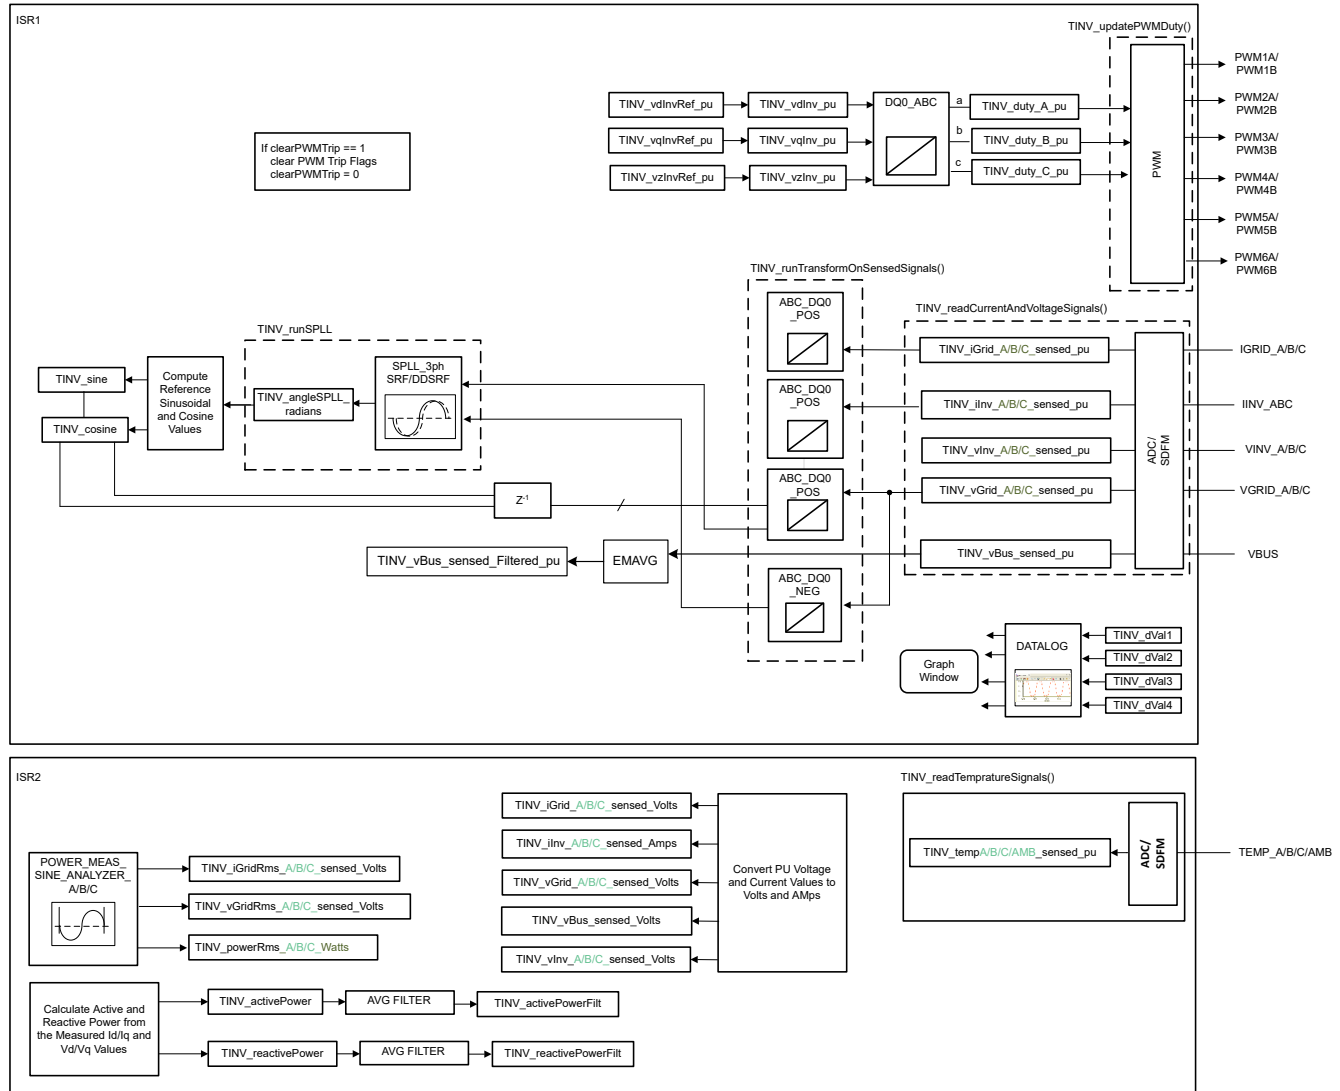 ISR1
TINV_updatePWMDuty()
PWM1A/
PWM1B
PWM2A/
PWM2B
PWM3A/
PWM3B
PWM4A/
PWM4B
PWM5A/
PWM5B
PWM6A/
PWM6B
PWM
If clearPWMTrip == 1
clear PWM Trip Flags
clearPWMTrip = 0
TINV_vdInvRef_pu
TINV_vdInv_pu
DQ0_ABC
a
TINV_duty_A_pu
TINV_vqInvRef_pu
TINV_vqInv_pu
b
TINV_duty_B_pu
TINV_vzInvRef_pu
TINV_vzInv_pu
c
TINV_duty_C_pu
TINV_runTransformOnSensedSignals()
ABC_DQ0
_POS
ABC_DQ0
_POS
ABC_DQ0
_POS
ABC_DQ0
_NEG
TINV_readCurrentAndVoltageSignals()
TINV_iGrid_A/B/C_sensed_pu
TINV_iInv_A/B/C_sensed_pu
TINV_vInv_A/B/C_sensed_pu
TINV_vGrid_A/B/C_sensed_pu
TINV_vBus_sensed_pu
ADC/
SDFM
IGRID_A/B/C
IINV_ABC
VINV_A/B/C
VGRID_A/B/C
VBUS
TINV_runSPLL
SPLL_3ph
SRF/DDSRF
TINV_angleSPLL_
radians
Compute
Reference
Sinusoidal
and Cosine
Values
TINV_sine
TINV_cosine
Z-1
EMAVG
TINV_vBus_sensed_Filtered_pu
Graph
Window
DATALOG
TINV_dVal1
TINV_dVal2
TINV_dVal3
TINV_dVal4
ISR2
POWER_MEAS_
SINE_ANALYZER_
A/B/C
TINV_iGridRms_A/B/C_sensed_Volts
TINV_vGridRms_A/B/C_sensed_Volts
TINV_powerRms_A/B/C_Watts
Calculate Active and
Reactive Power from
the Measured Id/Iq and
Vd/Vq Values
TINV_activePower
AVG FILTER
TINV_activePowerFilt
TINV_reactivePower
AVG FILTER
TINV_reactivePowerFilt
TINV_iGrid_A/B/C_sensed_Volts
TINV_iInv_A/B/C_sensed_Amps
TINV_vGrid_A/B/C_sensed_Volts
TINV_vBus_sensed_Volts
TINV_vInv_A/B/C_sensed_Volts
Convert PU Voltage
and Current Values to
Volts and AMps
TINV_readTempratureSignals()
TINV_tempA/B/C/AMB_sensed_pu
ADC/
SDFM
TEMP_A/B/C/AMB